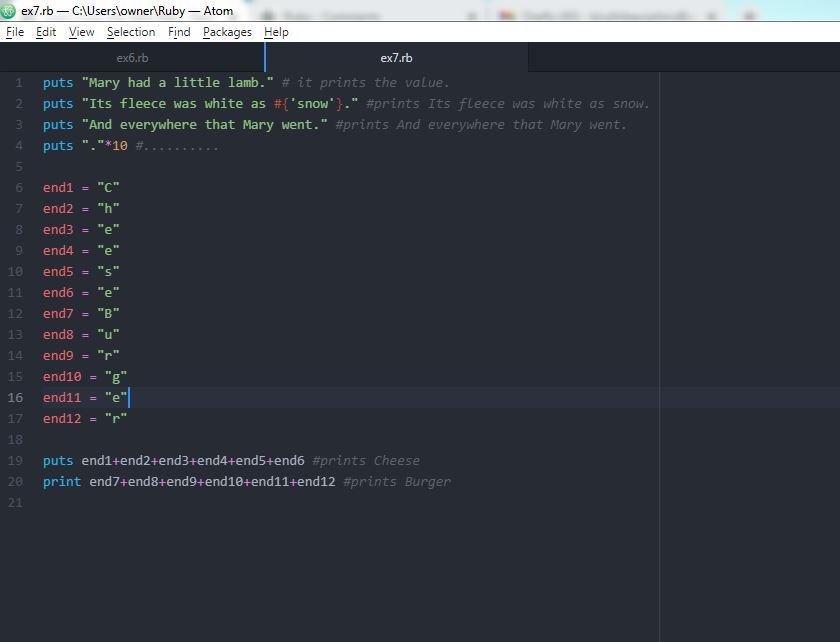 ex7.rb — C:\Users\owner\Ruby — Atom
File Edit View Selection Find Packages Help
ex6.rb ex7.rb
1 puts "Mary had a little lamb." # it prints the value.
2 puts "Its fleece was white as #{'snow'}." #prints Its fleece was white as snow.
3 puts "And everywhere that Mary went." #prints And everywhere that Mary went.
4 puts "."*10 #..........
5
6 end1 = "C"
7 end2 = "h"
8 end3 = "e"
9 end4 = "e"
10 end5 = "s"
11 end6 = "e"
12 end7 = "B"
13 end8 = "u"
14 end9 = "r"
15 end10 = "g"
16 end11 = "e"
17 end12 = "r"
18
19 puts end1+end2+end3+end4+end5+end6 #prints Cheese
20 print end7+end8+end9+end10+end11+end12 #prints Burger
21